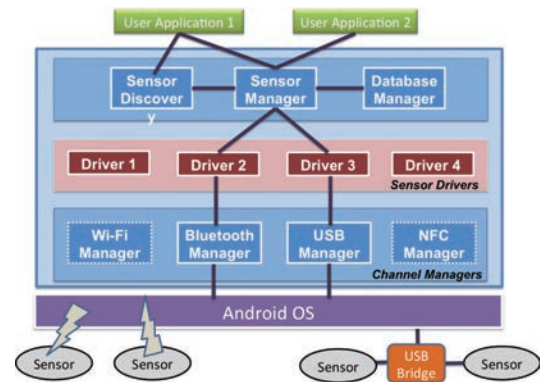 User Application 1
User Application 2
Sensor
Discover
y
Sensor
Manager
Database
Manager
Driver 1
Driver 2
Driver 3
Driver 4
Sensor Drivers
Wi-Fi
Manager
Bluetooth
Manager
USB
Manager
NFC
Manager
Channel Managers
Android OS
Sensor
Sensor
Sensor
USB
Bridge
Sensor